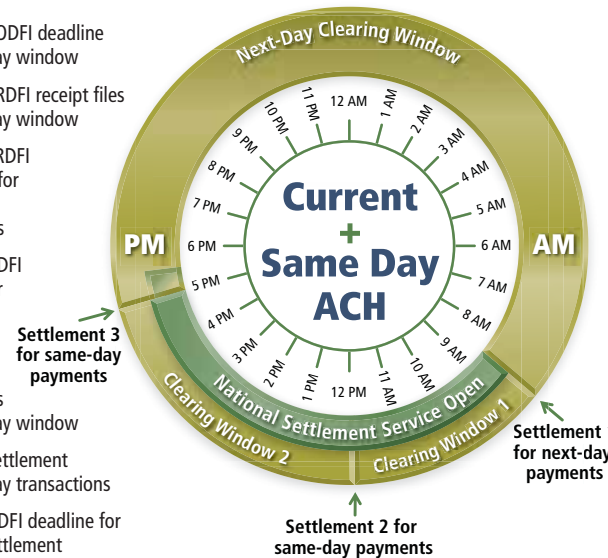 ODFI deadline
ay window
RDFI receipt files
ay window
RDFI
for
s
DFI
r
s
ay window
ettlement
ay transactions
DFI deadline for
ttlement
Next-Day Clearing Window
12 AM
1 AM
2 AM
3 AM
4 AM
5 AM
6 AM
7 AM
8 AM
9 AM
10 AM
11 AM
12 PM
1 PM
2 PM
3 PM
4 PM
5 PM
6 PM
7 PM
8 PM
9 PM
10 PM
11 PM
PM
AM
Current
+
Same Day
ACH
National Settlement Service Open
Clearing Window 2
Clearing Window 1
Settlement 3
for same-day
payments
Settlement
for next-day
payments
Settlement 2 for
same-day payments